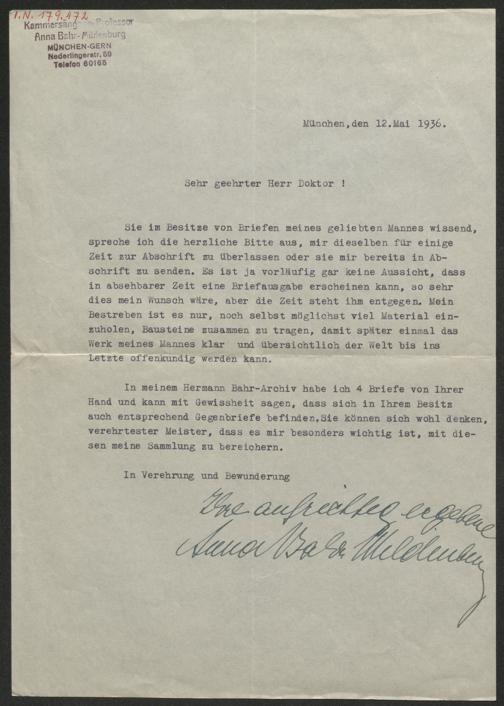 I.N. 179.472
Kammersängerin Professor
Anna Bahr-Mildenburg
MÜNCHEN-GERN
Nederlingerstr. 59
Telefon 60165
München,den 12.Mai 1936.
Sehr geehrter Herr Doktor !
Sie im Besitze von Briefen meines geliebten Mannes wissend,
spreche ich die herzliche Bitte aus, mir dieselben für einige
Zeit zur Abschrift zu überlassen oder sie mir bereits in Ab-
schrift zu senden. Es ist ja vorläufig gar keine Aussicht, dass
in absehbarer Zeit eine Briefausgabe erscheinen kann, so sehr
dies mein Wunsch wäre, aber die Zeit steht ihm entgegen. Mein
Bestreben ist es nur, noch selbst möglichst viel Material ein-
zuholen, Bausteine zusammen zu tragen, damit später einmal das
Werk meines Mannes klar und übersichtlich der Welt bis ins
Letzte offenkundig werden kann.
In meinem Hermann Bahr-Archiv habe ich 4 Briefe von Ihrer
Hand und kann mit Gewissheit sagen, dass sich in Ihrem Besitz
auch entsprechend Gegenbriefe befinden.Sie können sich wohl denken,
verehrtester Meister, dass es mir besonders wichtig ist, mit die-
sen meine Sammlung zu bereichern.
In Verehrung und Bewunderung
Ihre aufrichtig ergebene
Anna Bahr Mildenburg